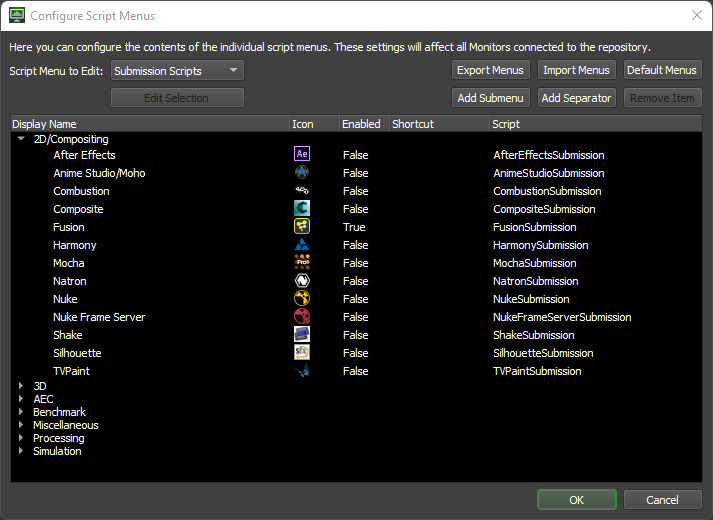 Configure Script Menus
Here you can configure the contents of the individual script menus. These settings will affect all Monitors connected to the repository.
Script Menu to Edit: Submission Scripts Export Menus Import Menus Default Menus
Edit Selection Add Submenu Add Separator Remove Item
Display Name Icon Enabled Shortcut Script
2D/Compositing
After Effects Ae False AfterEffectsSubmission
Anime Studio/Moho False AnimeStudioSubmission
Combustion False CombustionSubmission
Composite False CompositeSubmission
Fusion True FusionSubmission
Harmony False HarmonySubmission
Mocha Pro False MochaSubmission
Natron False NatronSubmission
Nuke False NukeSubmission
Nuke Frame Server False NukeFrameServerSubmission
Shake False ShakeSubmission
Silhouette sfx False SilhouetteSubmission
TVPaint False TVPaintSubmission
3D
AEC
Benchmark
Miscellaneous
Processing
Simulation
OK Cancel